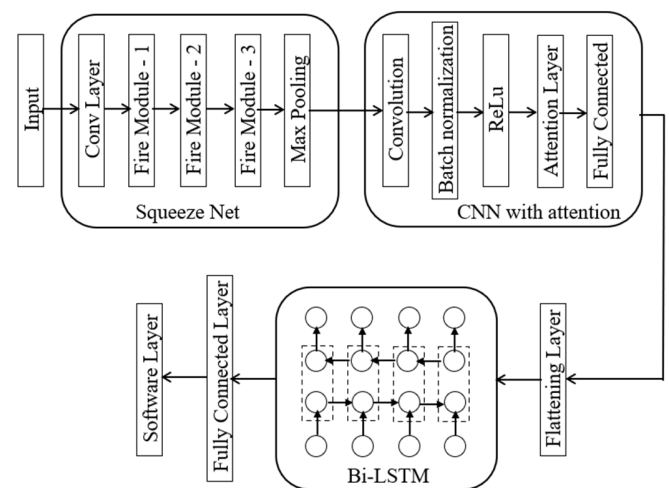 Input
Conv Layer
Fire Module - 1
Fire Module - 2
Fire Module - 3
Max Pooling
Squeeze Net
Convolution
Batch normalization
ReLu
Attention Layer
Fully Connected
CNN with attention
Flattening Layer
Bi-LSTM
Fully Connected Layer
Software Layer